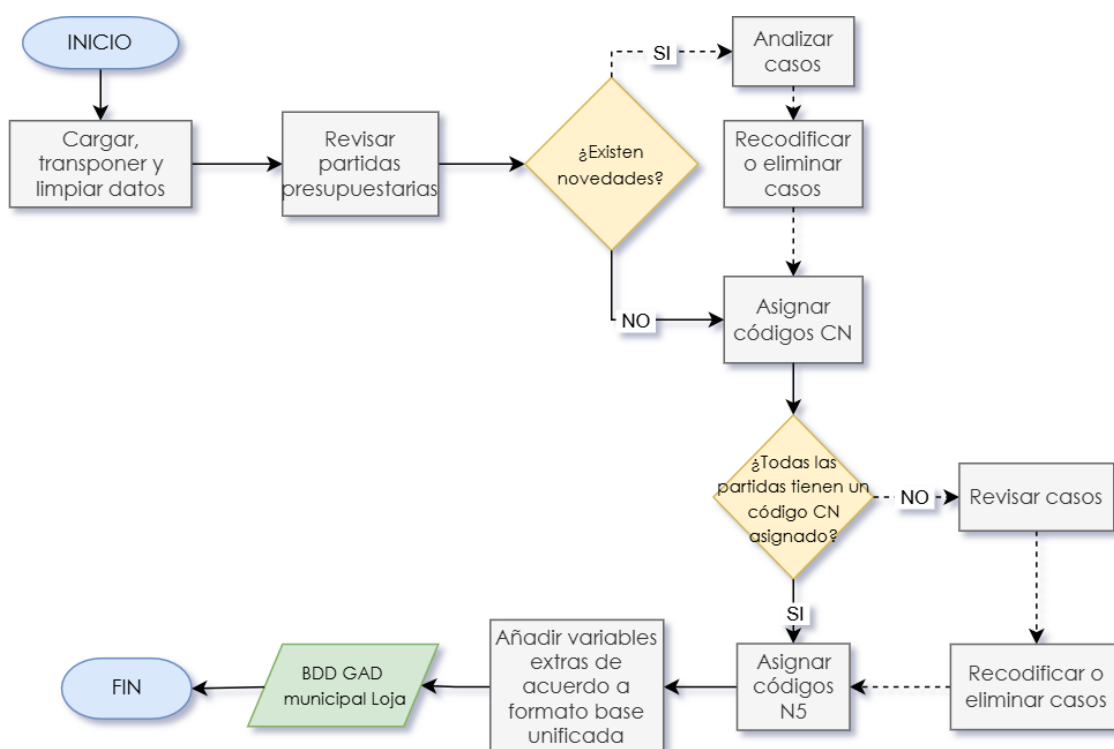 INICIO
Cargar,
transponer y
limpiar datos
Revisar
partidas
presupuestarias
¿Existen
novedades?
SI
Analizar
casos
Recodificar
o eliminar
casos
NO
Asignar
códigos CN
¿Todas las
partidas tienen un
código CN
asignado?
NO
Revisar casos
SI
Recodificar o
eliminar casos
Asignar
códigos
N5
Añadir variables
extras de
acuerdo a
formato base
unificada
BDD GAD
municipal Loja
FIN